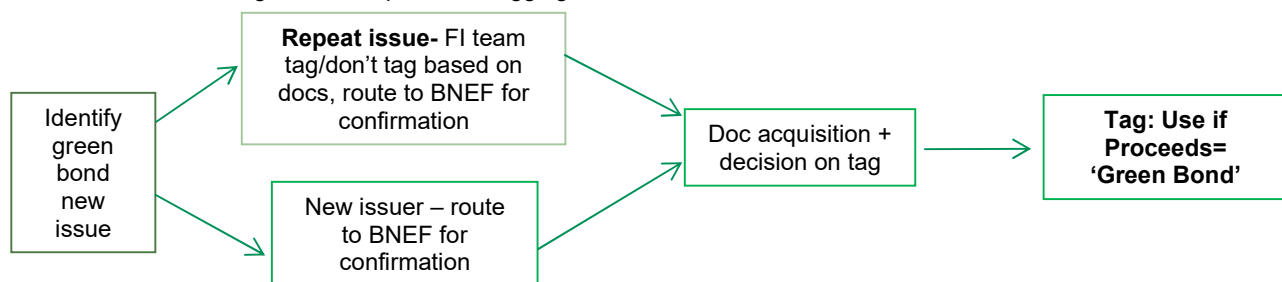 Identify
green
bond
new
issue
Repeat issue- FI team
tag/don’t tag based on
docs, route to BNEF for
confirmation
New issuer – route
to BNEF for
confirmation
Doc acquisition +
decision on tag
Tag: Use if
Proceeds=
‘Green Bond’